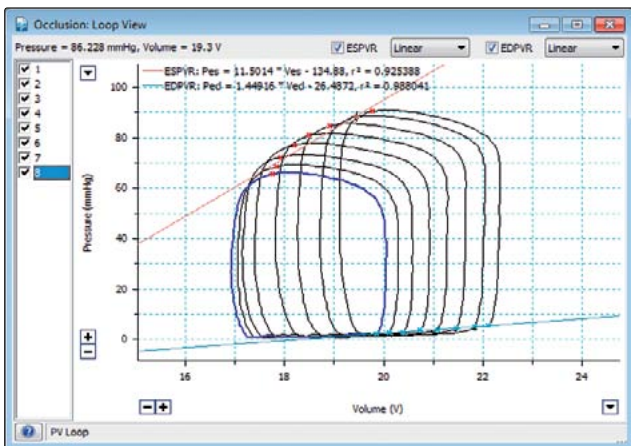 Occlusion: Loop View
Pressure = 86.228 mmHg, Volume = 19.3 V
ESPVR Linear EDPVR Linear
1
2
3
4
5
6
7
8
ESPVR: Pes = 11.5014 * Ves - 134.88, r² = 0.925388
EDPVR: Ped = 1.44916 * Ved - 26.4872, r² = 0.988041
100
80
60
40
20
0
Pressure (mmHg)
16 18 20 22 24
Volume (V)
PV Loop